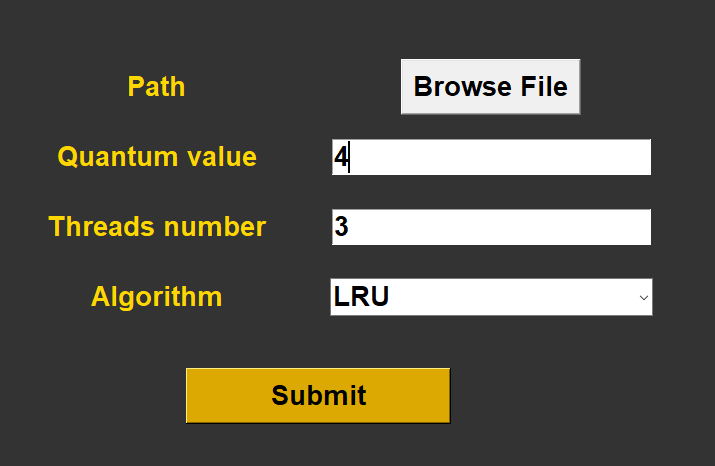 Path Browse File
Quantum value 4
Threads number 3
Algorithm LRU
Submit